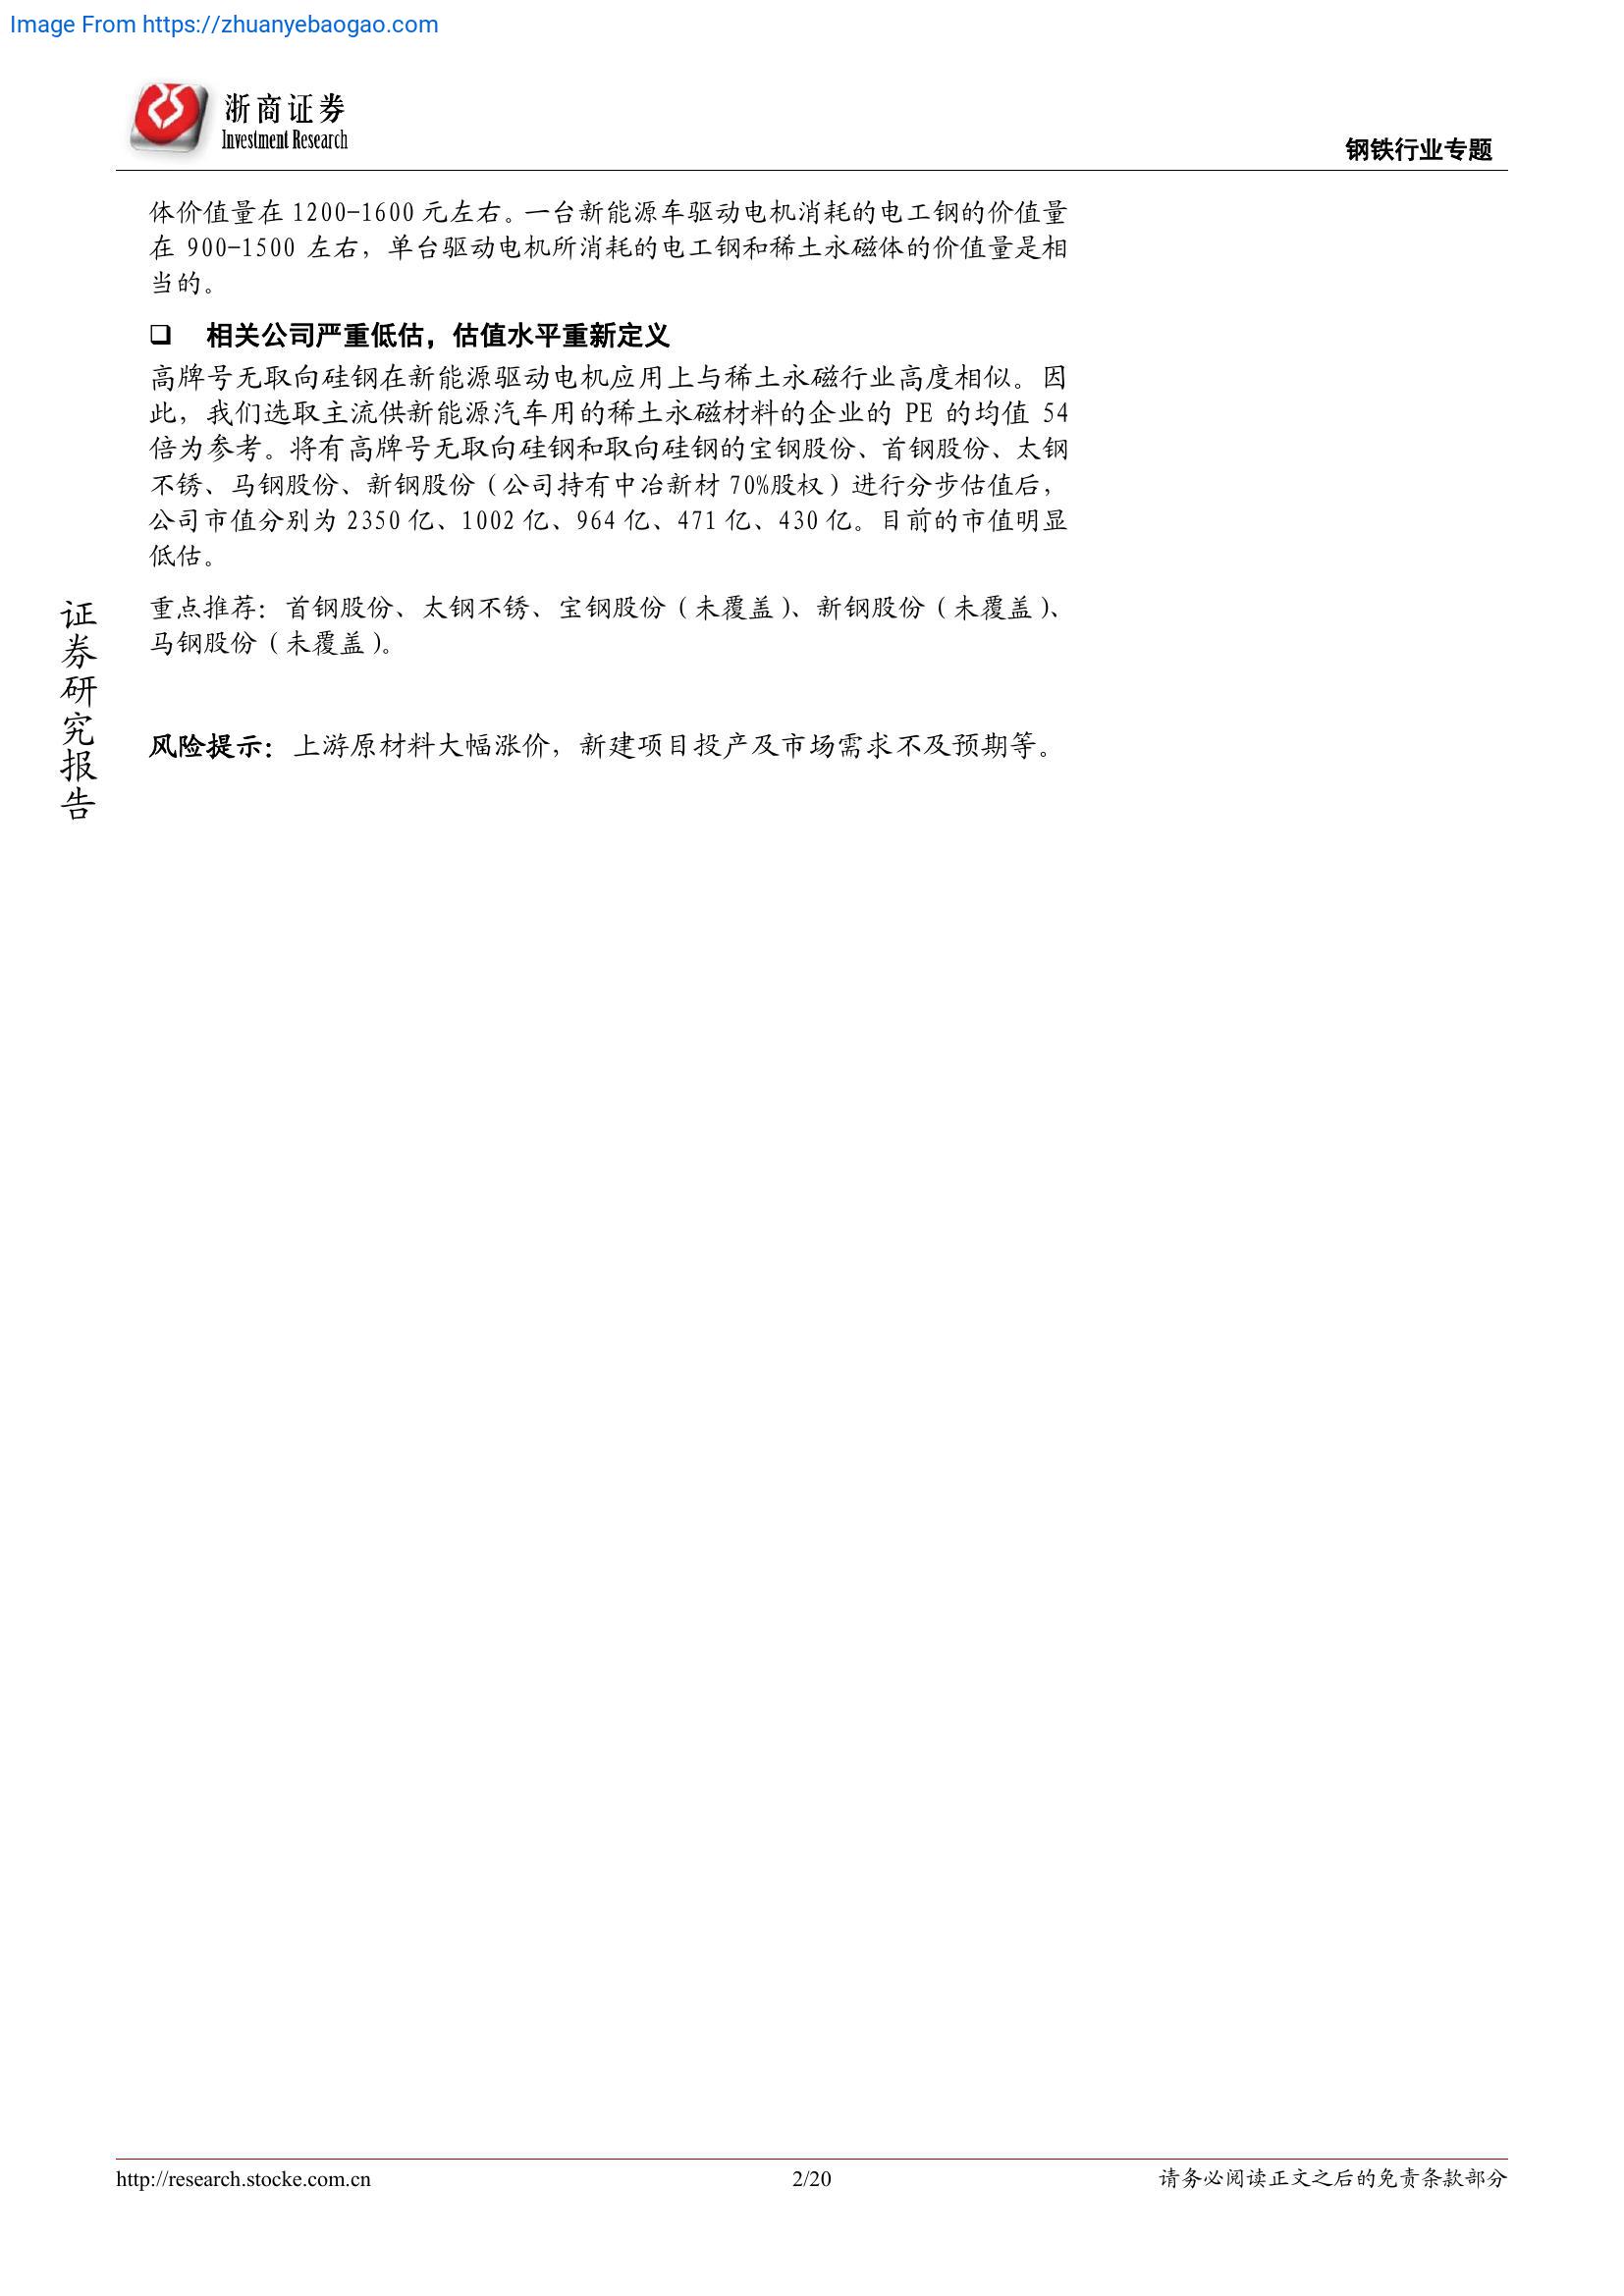 Image From https://zhuanyebaogao.com
浙商证券
Investment Research
钢铁行业专题
体价值量在 1200-1600 元左右。一台新能源车驱动电机消耗的电工钢的价值量
在 900-1500 左右，单台驱动电机所消耗的电工钢和稀土永磁体的价值量是相
当的。
❑ 相关公司严重低估，估值水平重新定义
高牌号无取向硅钢在新能源驱动电机应用上与稀土永磁行业高度相似。因
此，我们选取主流供新能源汽车用的稀土永磁材料的企业的 PE 的均值 54
倍为参考。将有高牌号无取向硅钢和取向硅钢的宝钢股份、首钢股份、太钢
不锈、马钢股份、新钢股份（公司持有中冶新材 70%股权）进行分步估值后，
公司市值分别为 2350 亿、1002 亿、964 亿、471 亿、430 亿。目前的市值明显
低估。
重点推荐：首钢股份、太钢不锈、宝钢股份（未覆盖）、新钢股份（未覆盖）、
马钢股份（未覆盖）。
风险提示：上游原材料大幅涨价，新建项目投产及市场需求不及预期等。
证券研究报告
http://research.stocke.com.cn
2/20
请务必阅读正文之后的免责条款部分